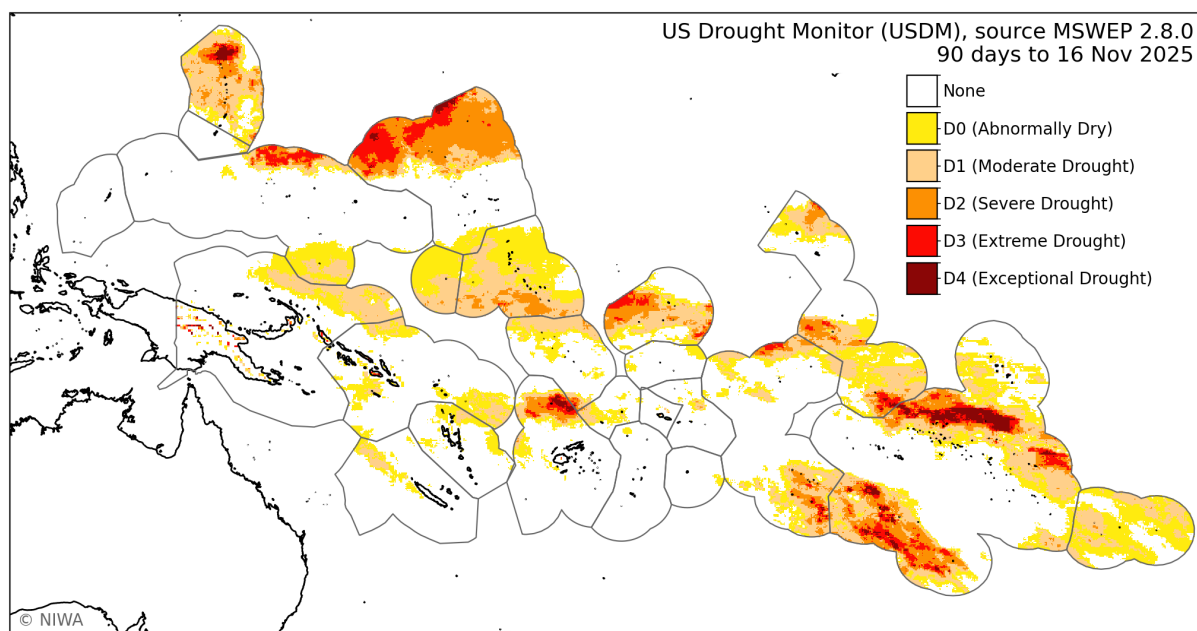 US Drought Monitor (USDM), source MSWEP 2.8.0
90 days to 16 Nov 2025
None
D0 (Abnormally Dry)
D1 (Moderate Drought)
D2 (Severe Drought)
D3 (Extreme Drought)
D4 (Exceptional Drought)
© NIWA